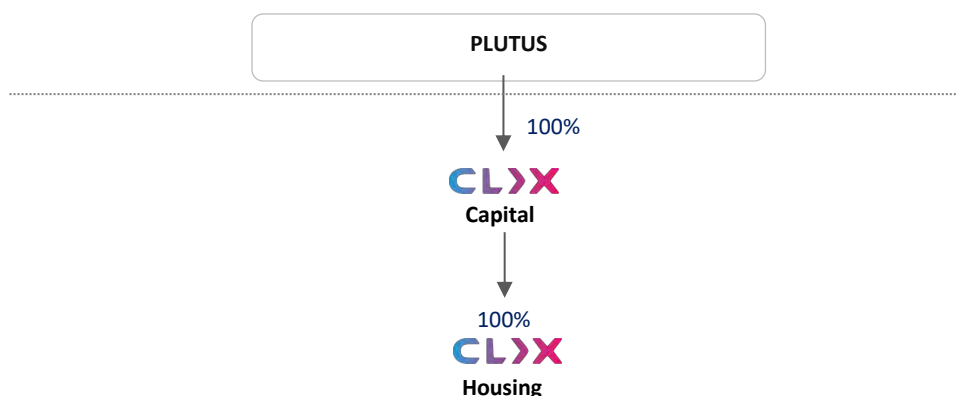 PLUTUS
100%
CLIX
Capital
100%
CLIX
Housing